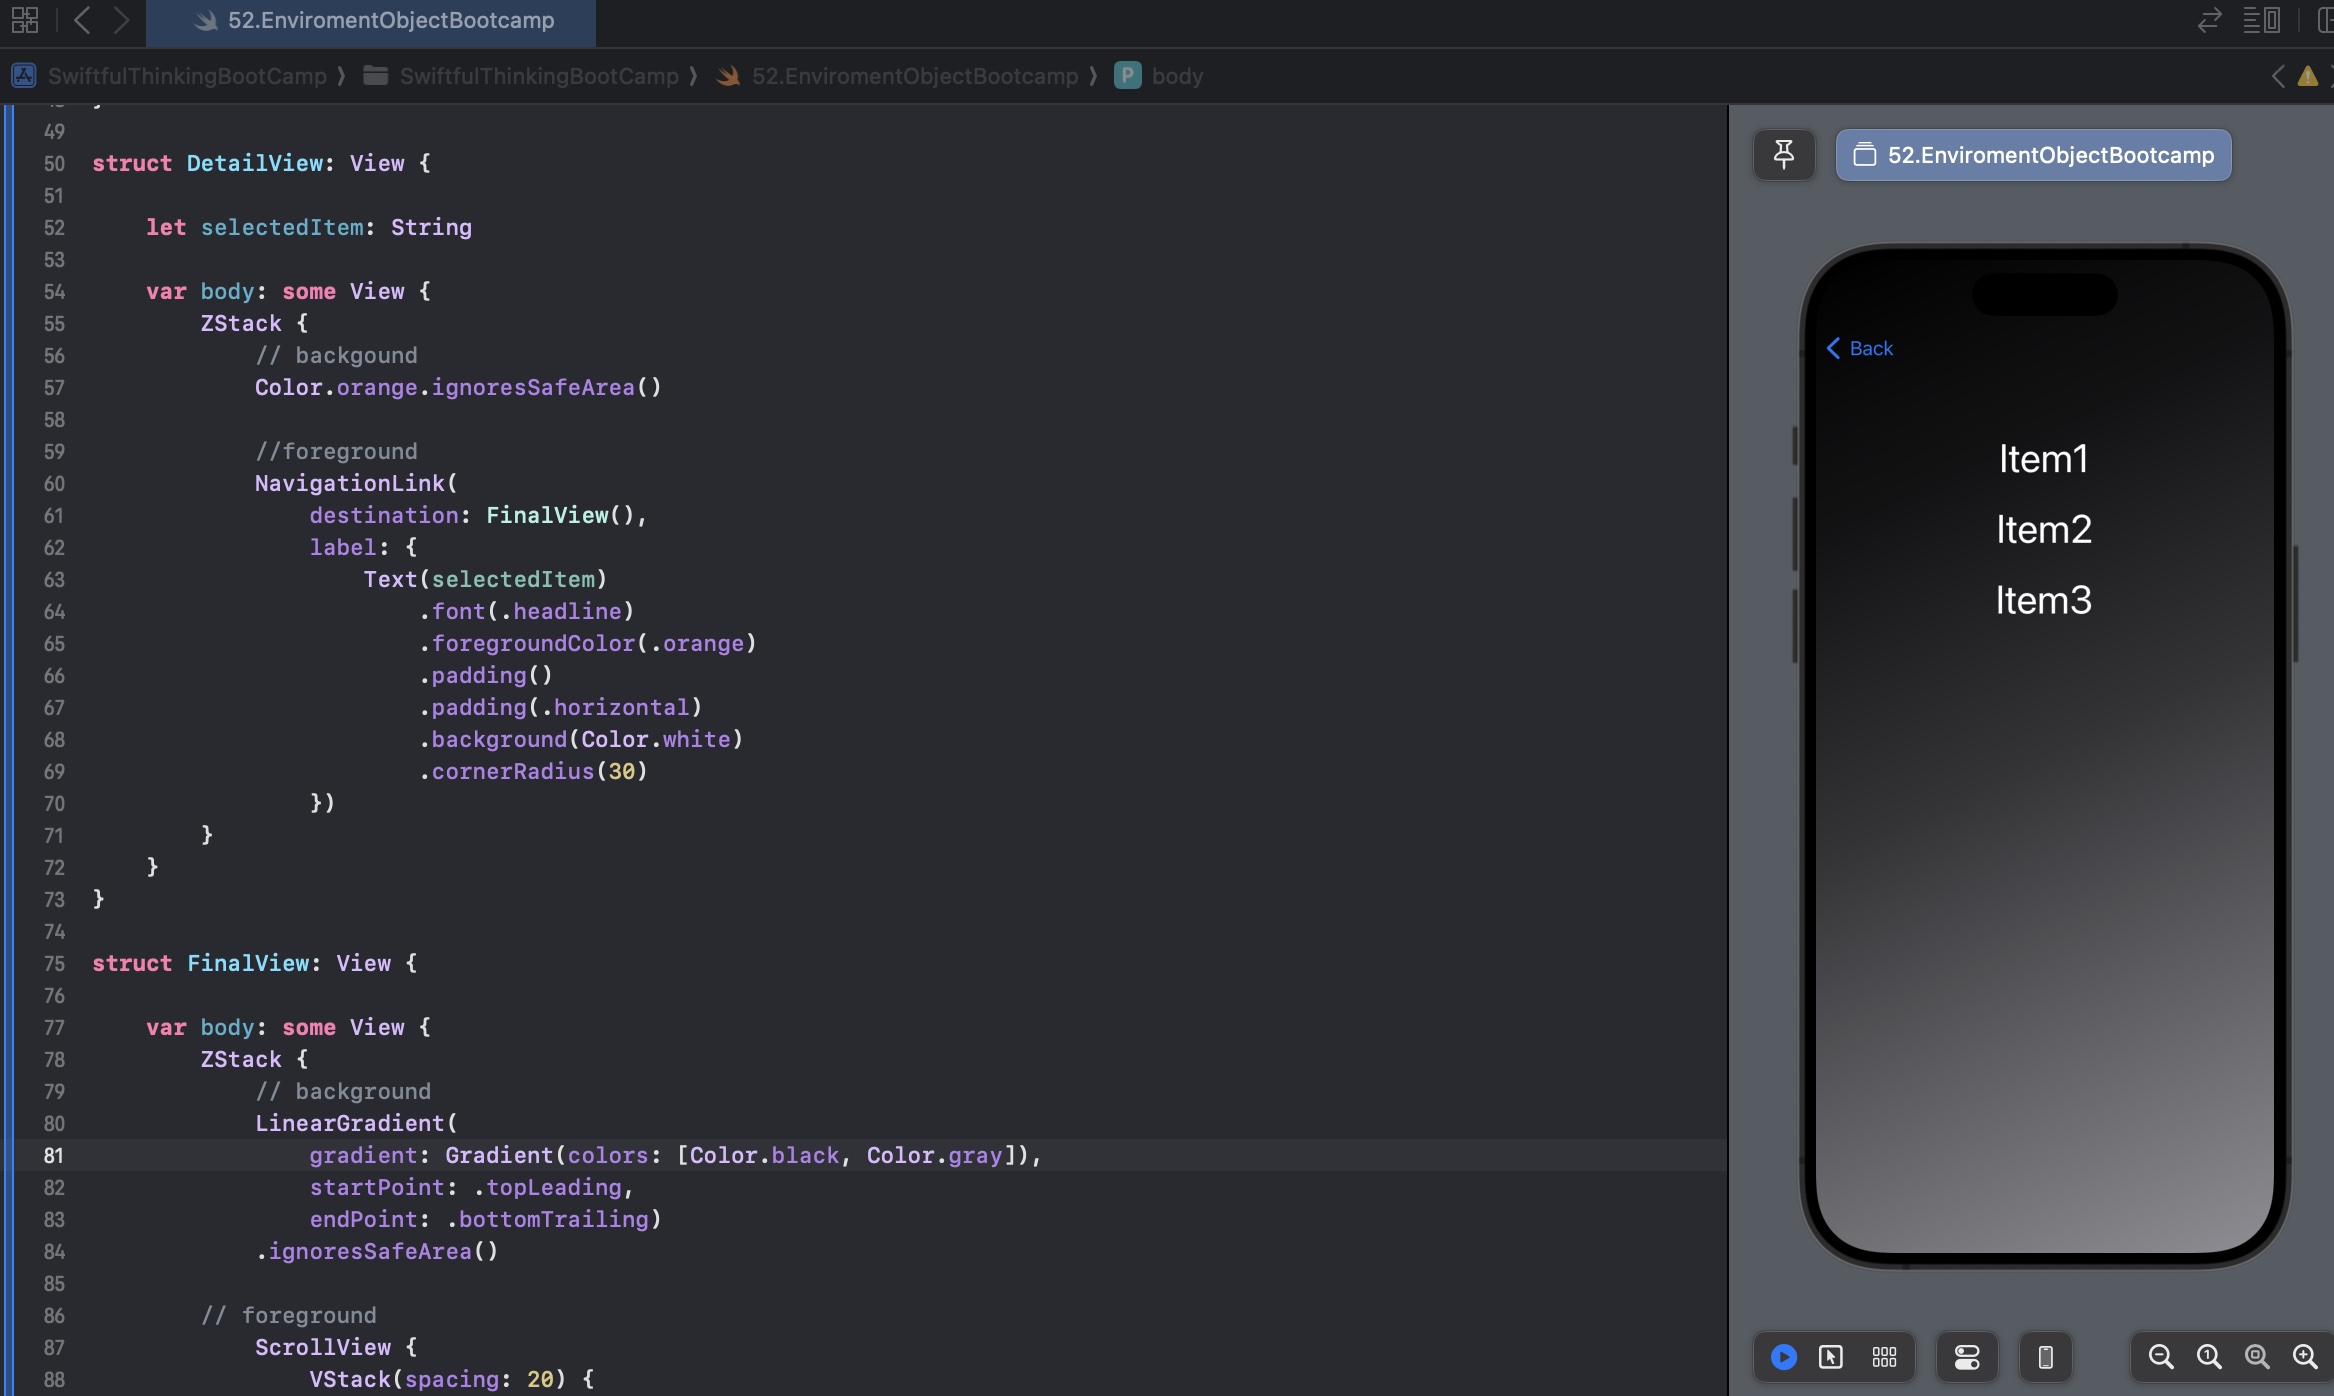 52.EnviromentObjectBootcamp
SwiftfulThinkingBootCamp ⟩ SwiftfulThinkingBootCamp ⟩ 52.EnviromentObjectBootcamp ⟩ P body
49
50 struct DetailView: View {
51
52     let selectedItem: String
53
54     var body: some View {
55         ZStack {
56             // backgound
57             Color.orange.ignoresSafeArea()
58
59             //foreground
60             NavigationLink(
61                 destination: FinalView(),
62                 label: {
63                     Text(selectedItem)
64                         .font(.headline)
65                         .foregroundColor(.orange)
66                         .padding()
67                         .padding(.horizontal)
68                         .background(Color.white)
69                         .cornerRadius(30)
70                 })
71         }
72     }
73 }
74
75 struct FinalView: View {
76
77     var body: some View {
78         ZStack {
79             // background
80             LinearGradient(
81                 gradient: Gradient(colors: [Color.black, Color.gray]),
82                 startPoint: .topLeading,
83                 endPoint: .bottomTrailing)
84             .ignoresSafeArea()
85
86         // foreground
87             ScrollView {
88                 VStack(spacing: 20) {
52.EnviromentObjectBootcamp
Back
Item1
Item2
Item3